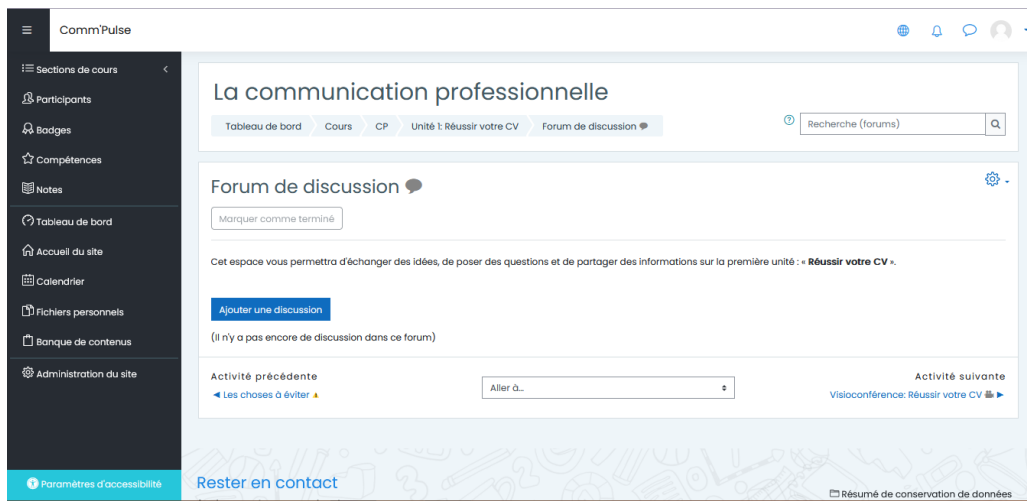 Comm'Pulse
Sections de cours
Participants
Badges
Compétences
Notes
Tableau de bord
Accueil du site
Calendrier
Fichiers personnels
Banque de contenus
Administration du site
Paramètres d'accessibilité
La communication professionnelle
Tableau de bord Cours CP Unité 1: Réussir votre CV Forum de discussion
Recherche (forums)
Forum de discussion
Marquer comme terminé
Cet espace vous permettra d'échanger des idées, de poser des questions et de partager des informations sur la première unité : « Réussir votre CV ».
Ajouter une discussion
(Il n'y a pas encore de discussion dans ce forum)
Activité précédente
◄ Les choses à éviter
Aller à...
Activité suivante
Visioconférence: Réussir votre CV ►
Rester en contact
Résumé de conservation de données